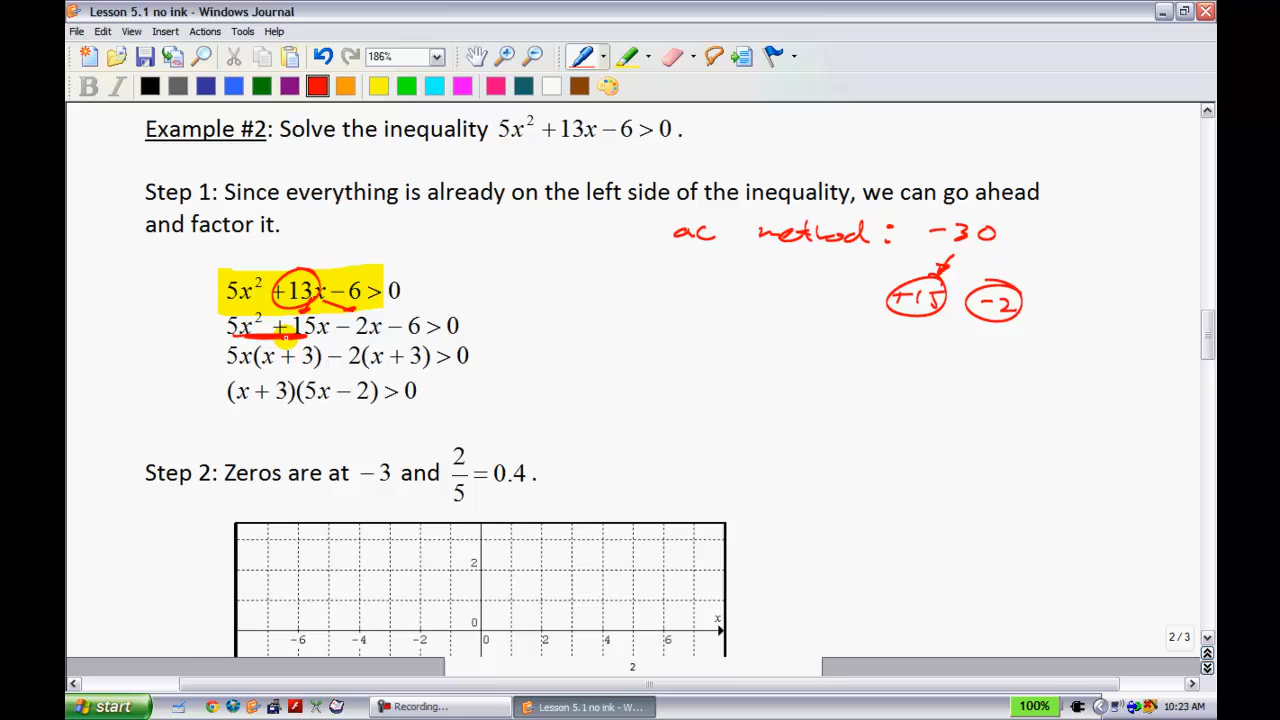 Lesson 5.1 no ink - Windows Journal
File Edit View Insert Actions Tools Help
186%
B I
Example #2: Solve the inequality 5x² + 13x − 6 > 0 .
Step 1: Since everything is already on the left side of the inequality, we can go ahead
and factor it.
ac method : -30
+15 -2
5x² + 13x − 6 > 0
5x² + 15x − 2x − 6 > 0
5x(x + 3) − 2(x + 3) > 0
(x + 3)(5x − 2) > 0
Step 2: Zeros are at − 3 and 2/5 = 0.4 .
2
0 x
-6 -4 -2 0 2 4 6
2/3
2
start Recording... Lesson 5.1 no ink - W... 100% 10:23 AM